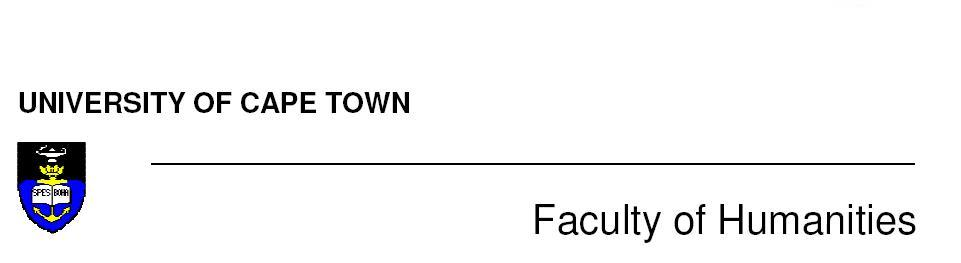 UNIVERSITY OF CAPE TOWN
SPES BONA
Faculty of Humanities